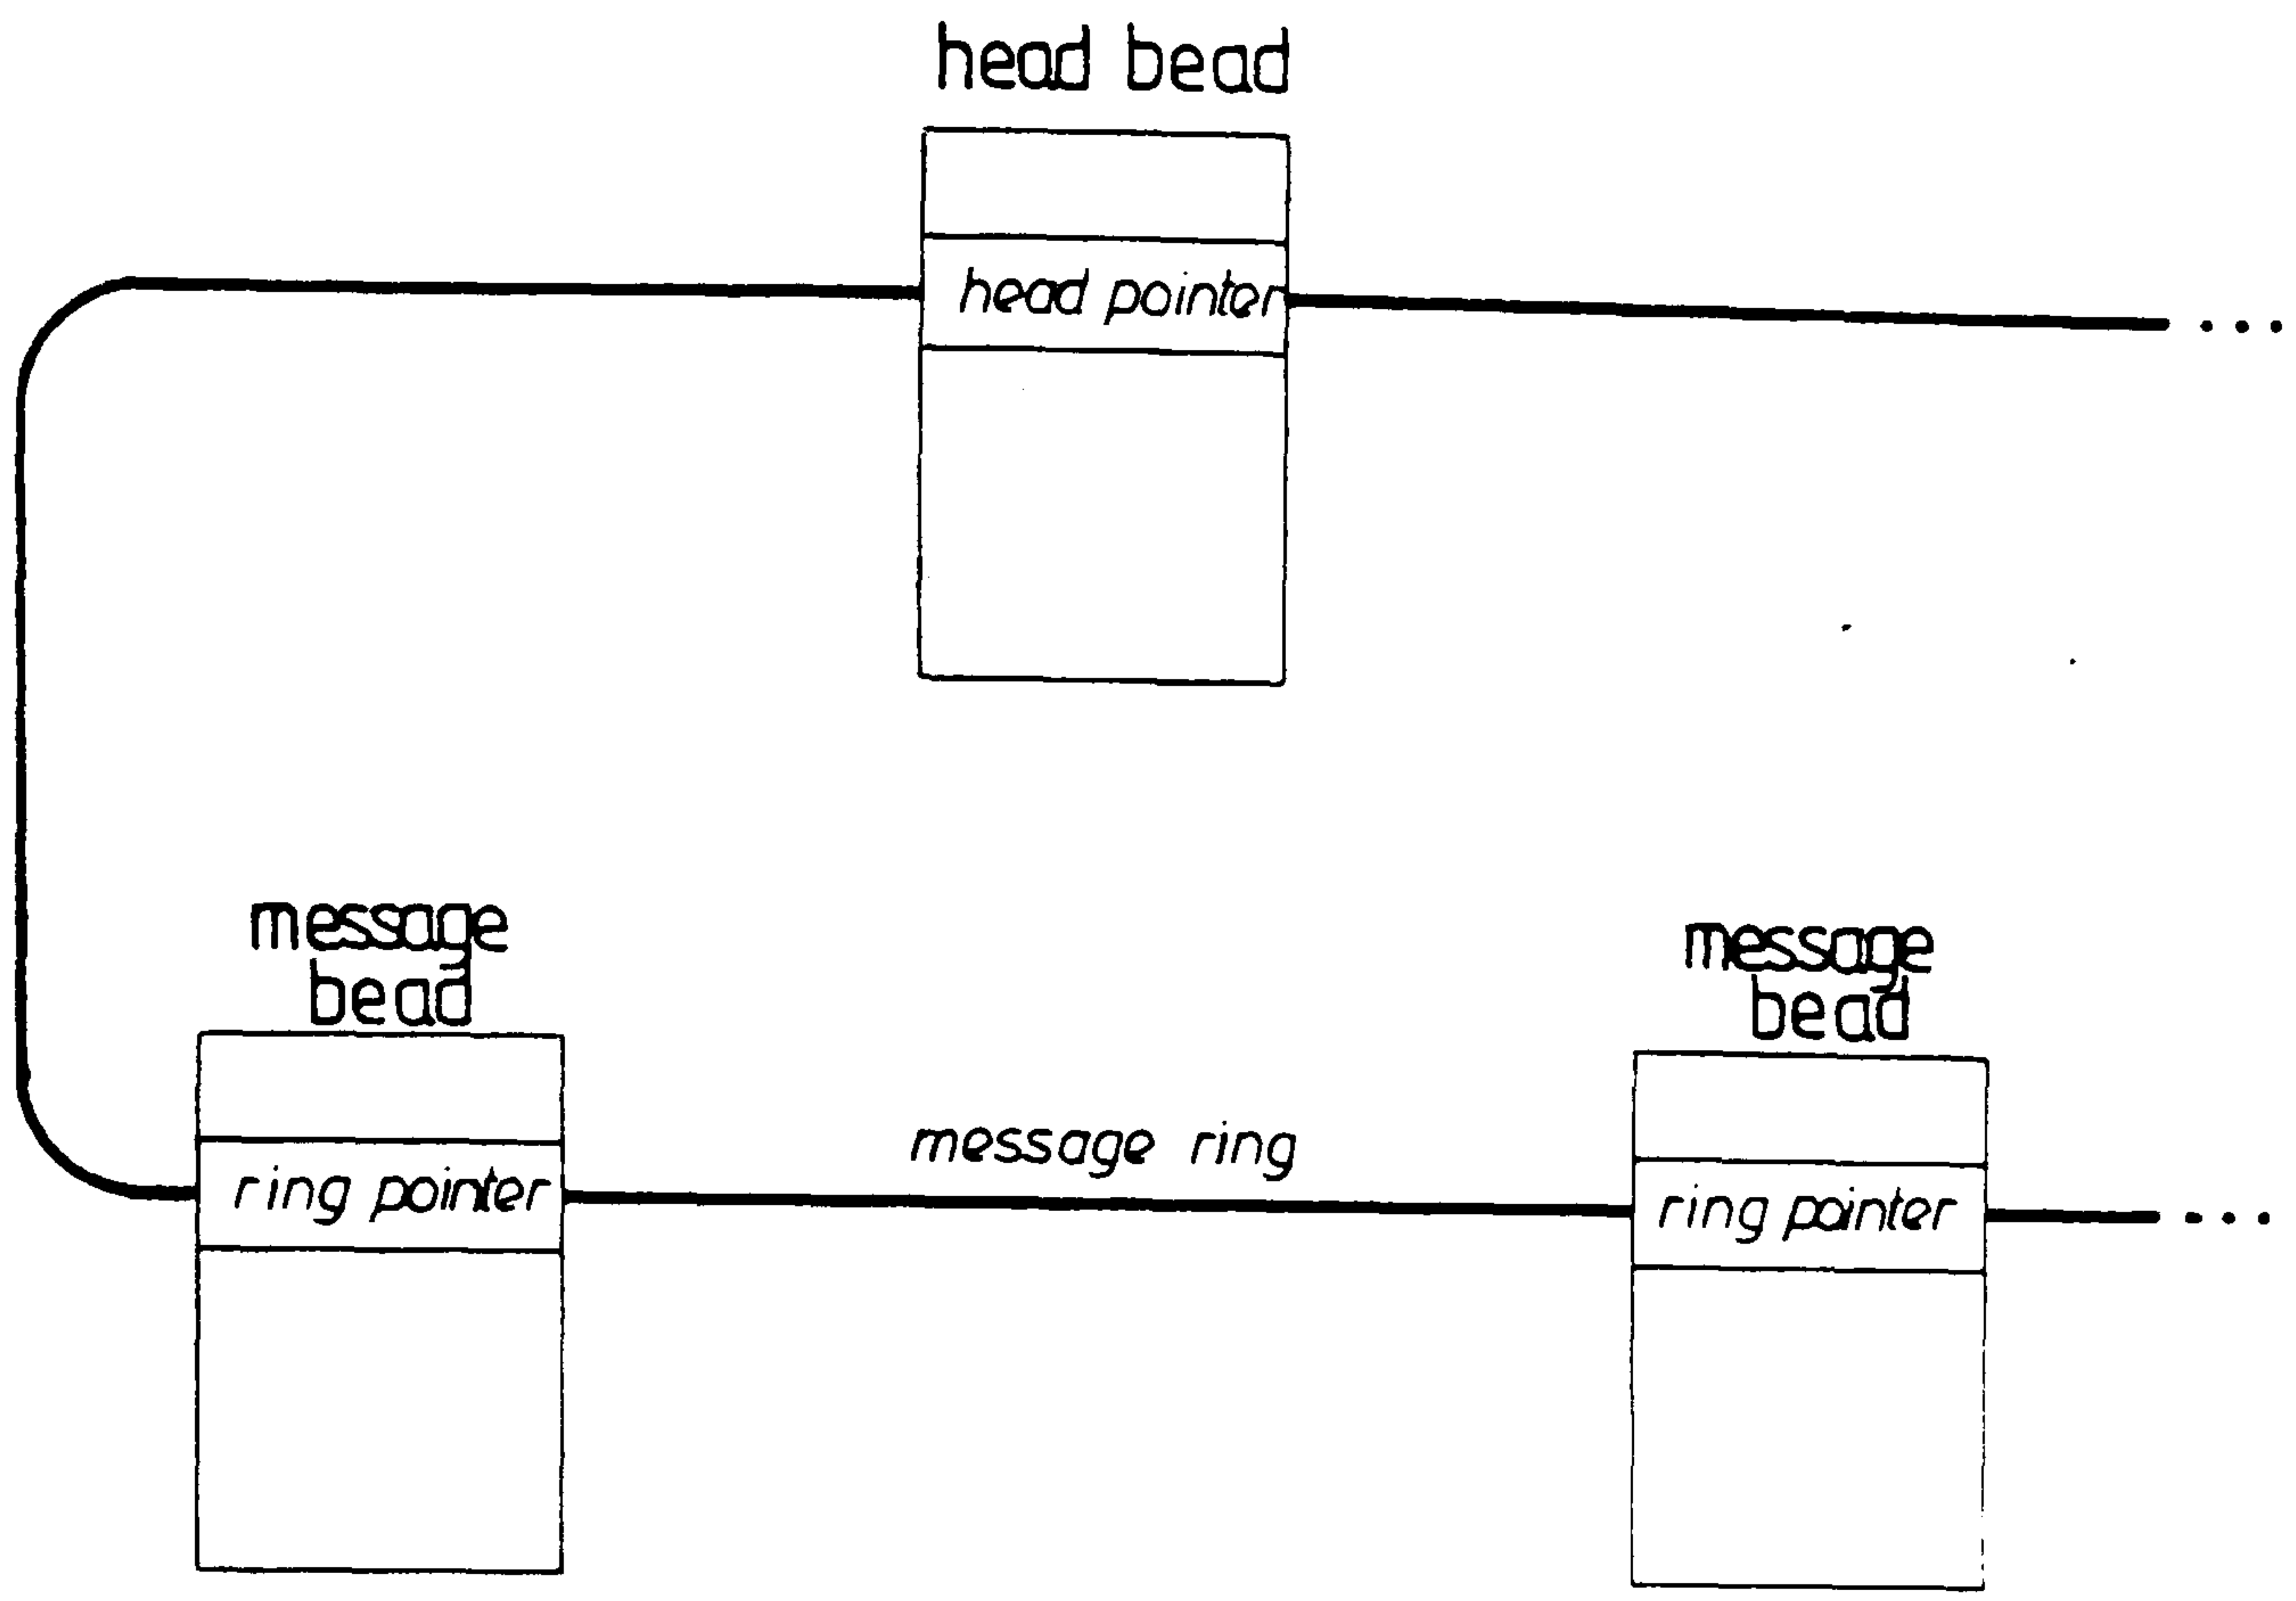 head bead
head pointer
...
message
bead
message
bead
message ring
ring pointer
ring pointer
...